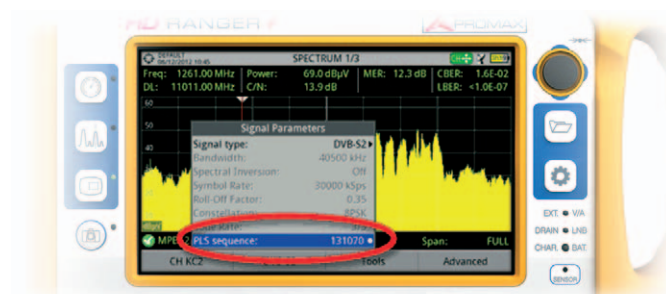 HD RANGER
PROMAX
DEFAULT
06/12/2012 10:45
SPECTRUM 1/3
CH
Freq: 1261.00 MHz Power: 69.0 dBµV MER: 12.3 dB CBER: 1.6E-02
DL: 11011.00 MHz C/N: 13.9 dB LBER: <1.0E-07
60
50
40
Signal Parameters
Signal type: DVB-S2
Bandwidth: 40500 kHz
Spectral Inversion: Off
Symbol Rate: 30000 kSps
Roll-Off Factor: 0.35
Constellation: 8PSK
PLS sequence: 131070
Span: FULL
CH KC2
Tools
Advanced
EXT. V/A
DRAIN LNB
CHAR. BAT.
SENSOR